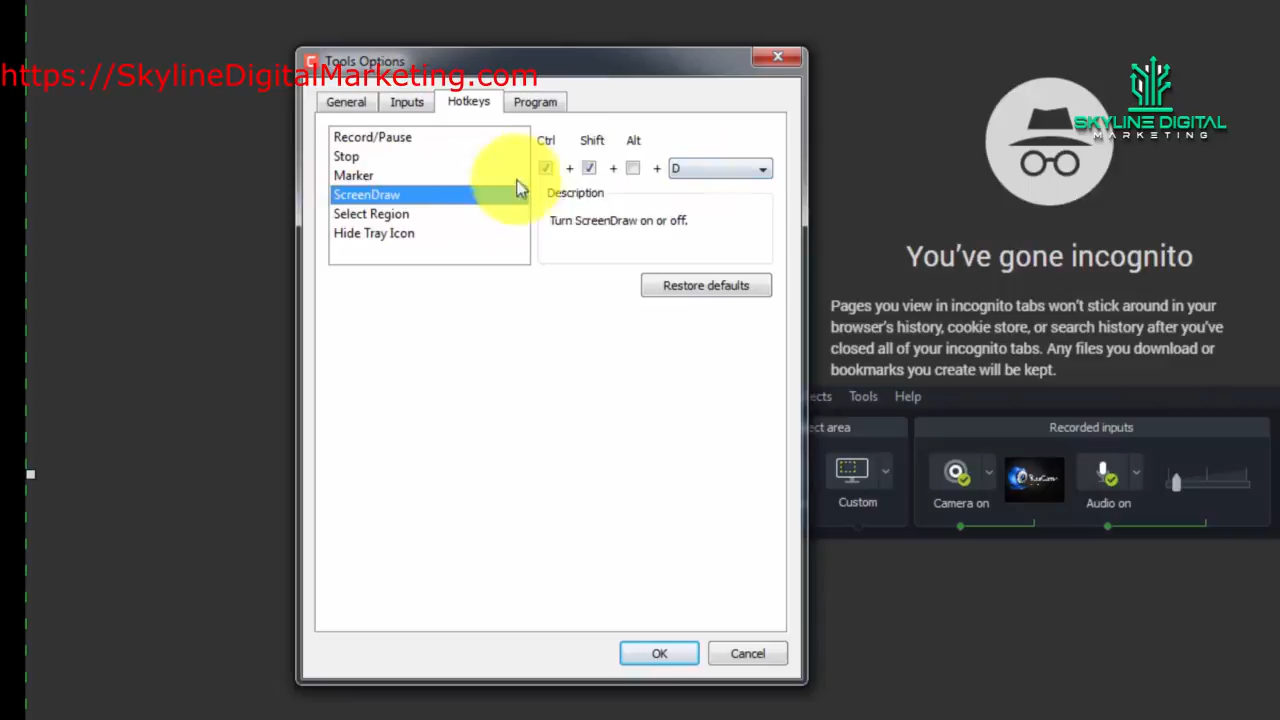 Tools Options
https://SkylineDigitalMarketing.com
General Inputs Hotkeys Program
Record/Pause
Stop
Marker
ScreenDraw
Select Region
Hide Tray Icon
Ctrl Shift Alt
+ + + D
Description
Turn ScreenDraw on or off.
Restore defaults
OK Cancel
SKYLINE DIGITAL
MARKETING
You've gone incognito
Pages you view in incognito tabs won't stick around in your
browser's history, cookie store, or search history after you've
closed all of your incognito tabs. Any files you download or
bookmarks you create will be kept.
ects Tools Help
ect area Recorded inputs
Custom Camera on Audio on